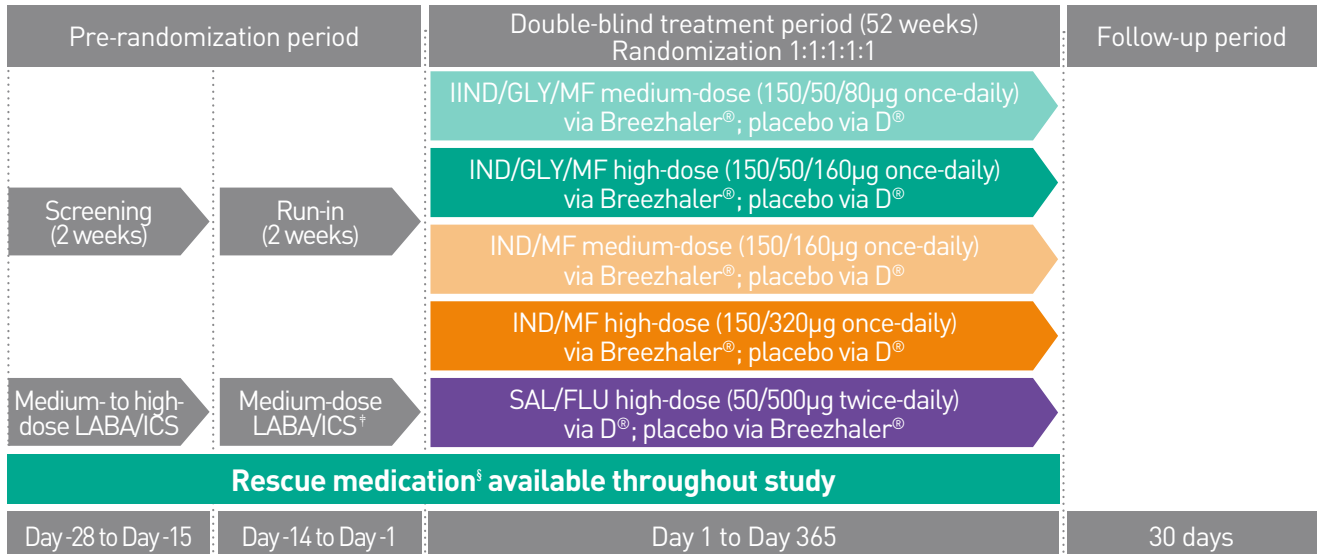 Pre-randomization period
Double-blind treatment period (52 weeks)
Randomization 1:1:1:1:1
Follow-up period
IIND/GLY/MF medium-dose (150/50/80µg once-daily)
via Breezhaler®; placebo via D®
IND/GLY/MF high-dose (150/50/160µg once-daily)
via Breezhaler®; placebo via D®
Screening
(2 weeks)
Run-in
(2 weeks)
IND/MF medium-dose (150/160µg once-daily)
via Breezhaler®; placebo via D®
IND/MF high-dose (150/320µg once-daily)
via Breezhaler®; placebo via D®
Medium- to high-
dose LABA/ICS
Medium-dose
LABA/ICS‡
SAL/FLU high-dose (50/500µg twice-daily)
via D®; placebo via Breezhaler®
Rescue medication§ available throughout study
Day -28 to Day -15
Day -14 to Day -1
Day 1 to Day 365
30 days